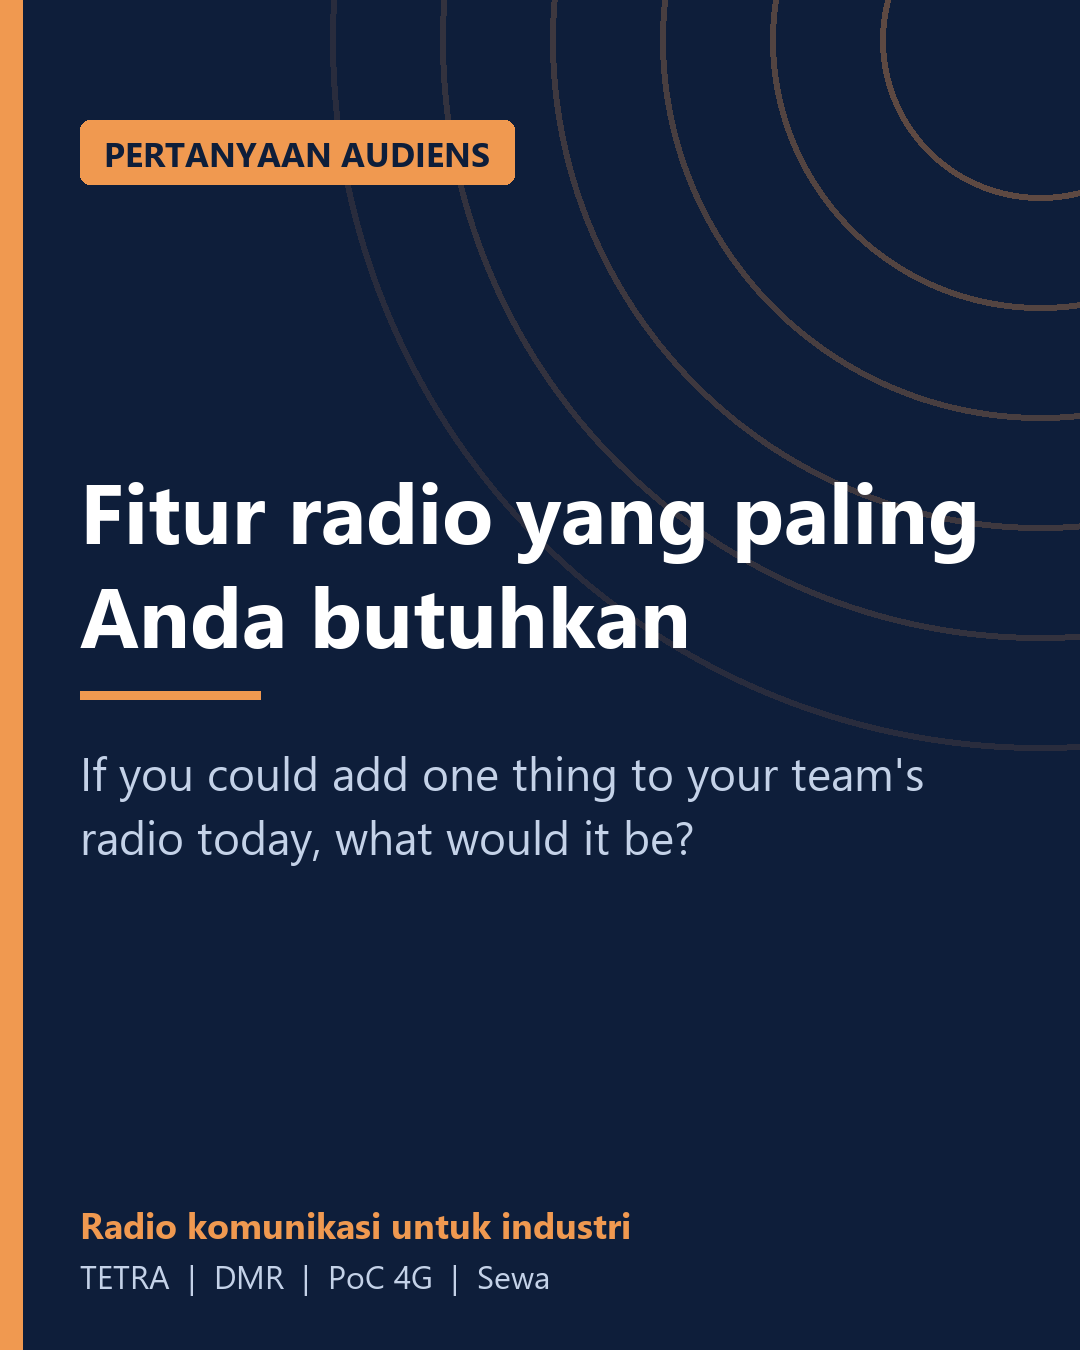 PERTANYAAN AUDIENS
Fitur radio yang paling
Anda butuhkan
If you could add one thing to your team's
radio today, what would it be?
Radio komunikasi untuk industri
TETRA | DMR | PoC 4G | Sewa